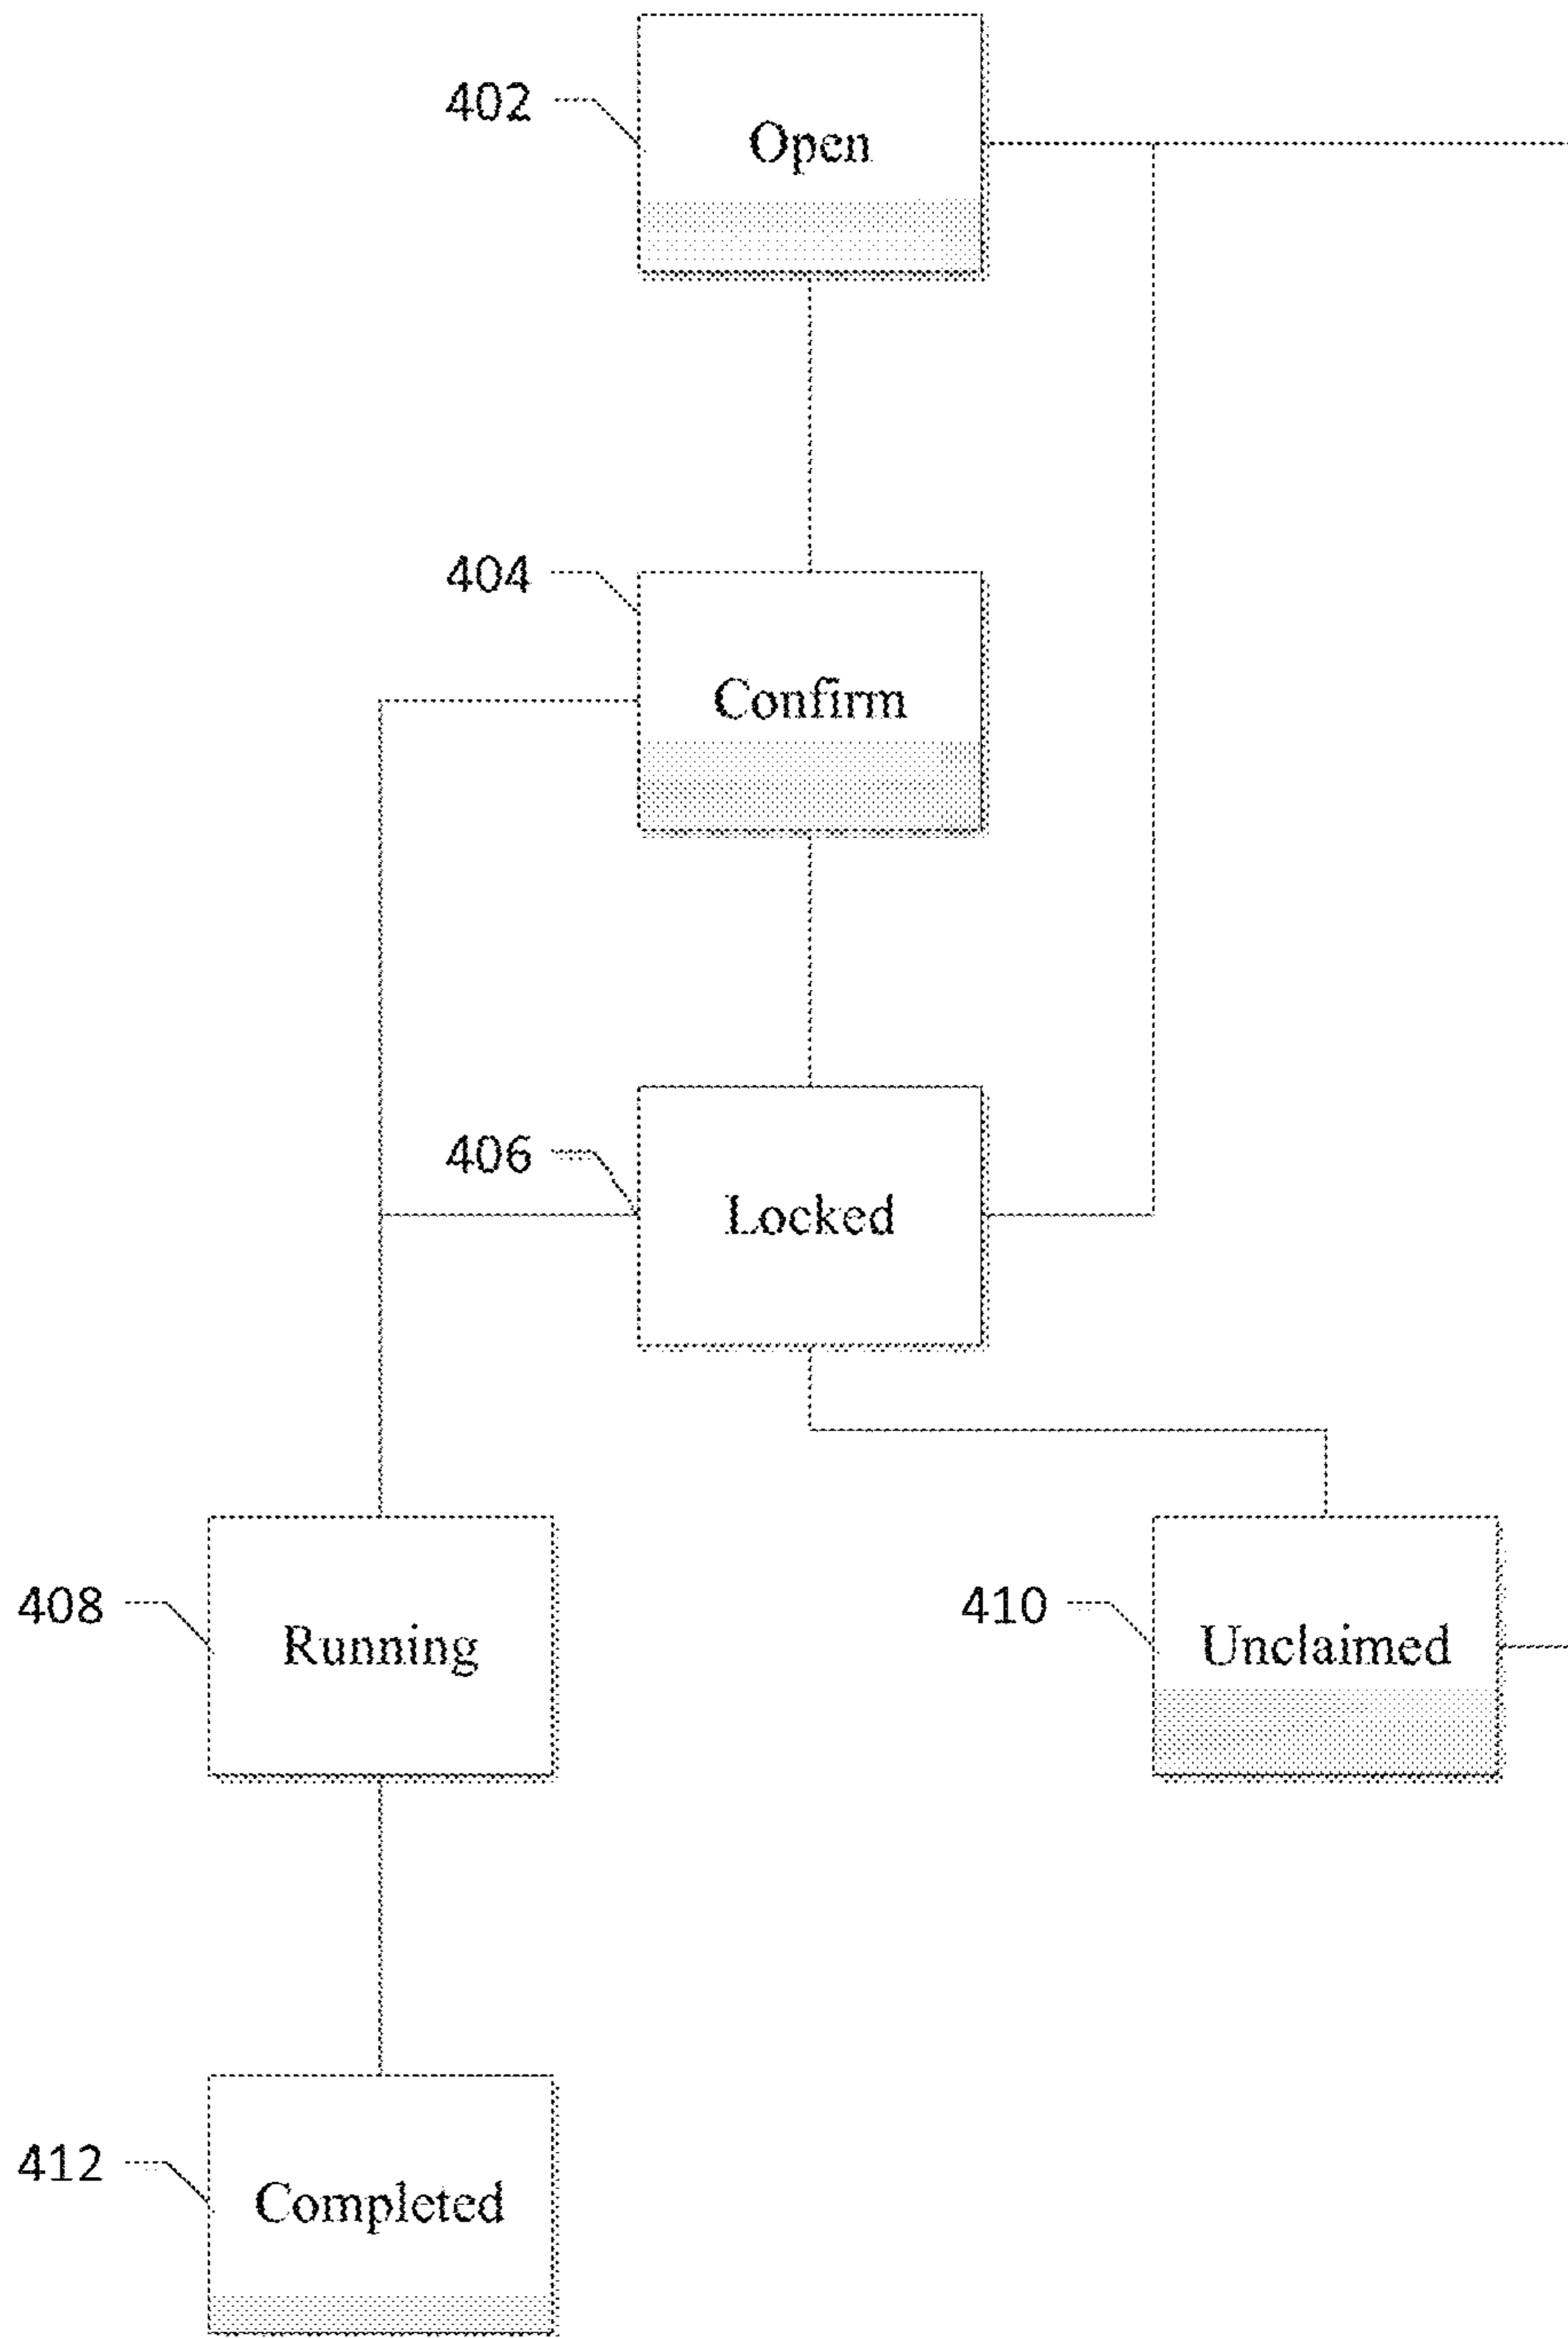 402
Open
404
Confirm
406
Locked
408
Running
410
Unclaimed
412
Completed